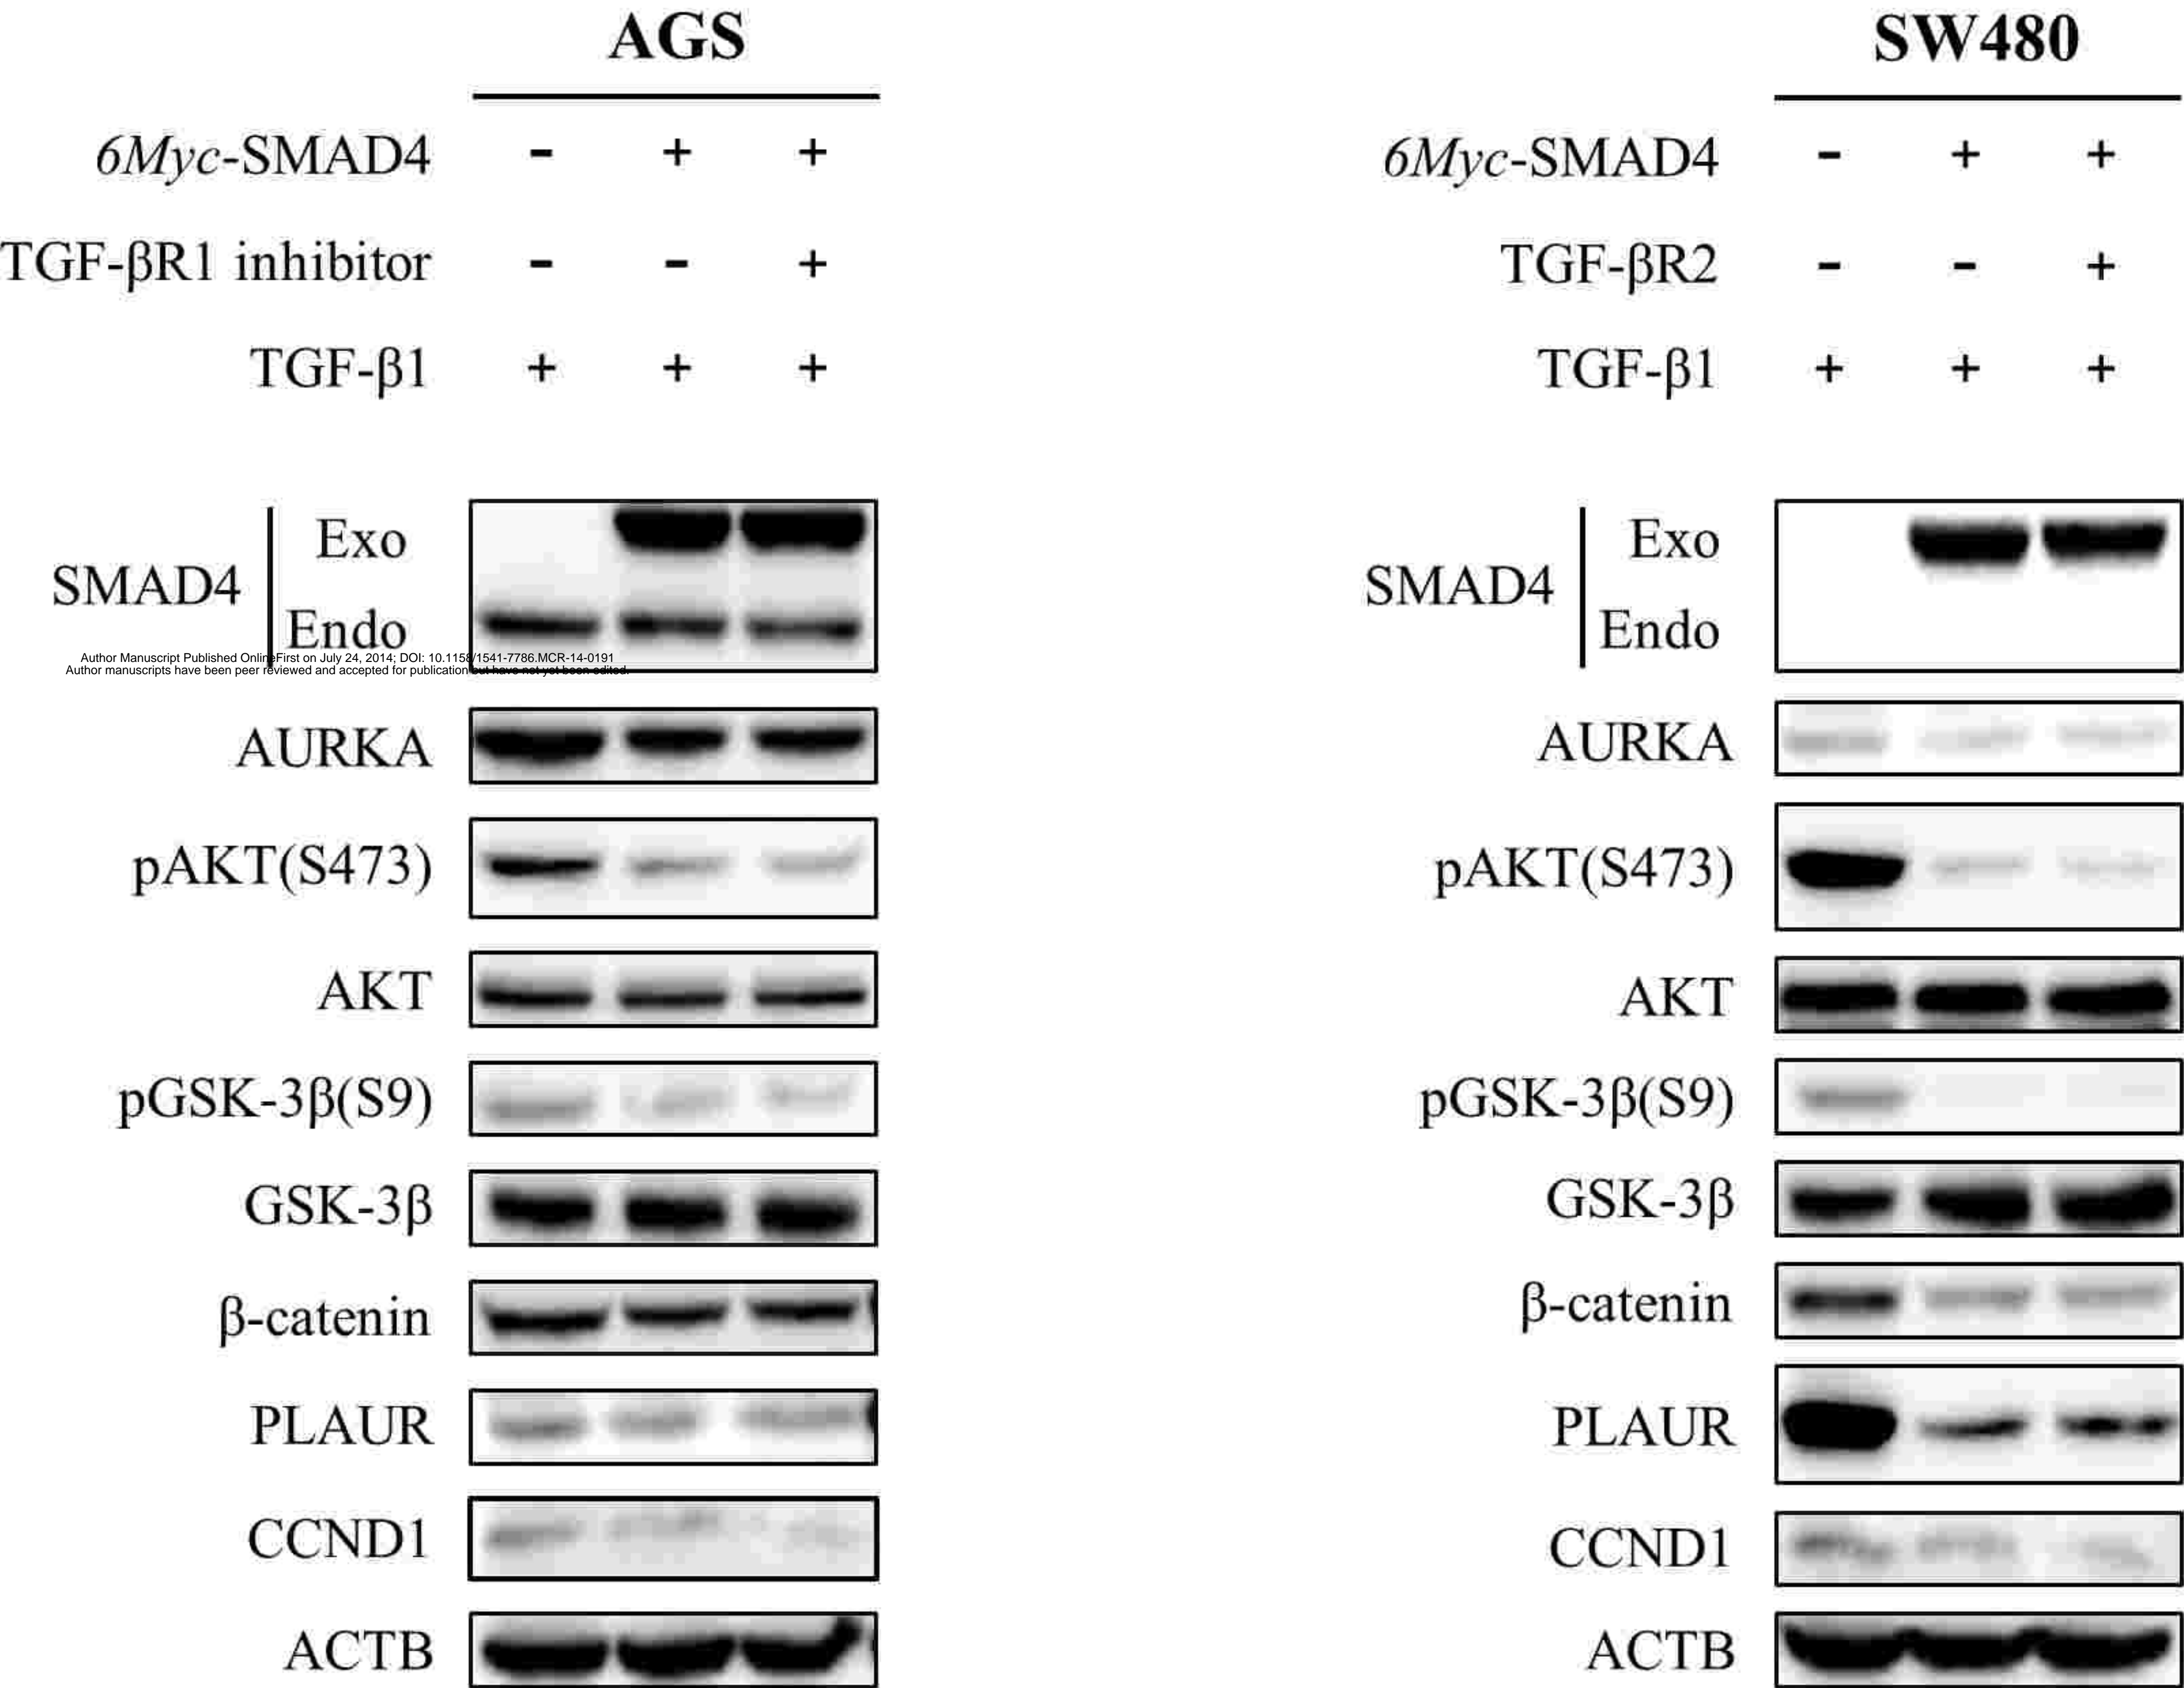 AGS
6Myc-SMAD4 - + +
TGF-βR1 inhibitor - - +
TGF-β1 + + +
SMAD4
Exo
Endo
Author Manuscript Published OnlineFirst on July 24, 2014; DOI: 10.1158/1541-7786.MCR-14-0191
Author manuscripts have been peer reviewed and accepted for publication but have not yet been edited.
AURKA
pAKT(S473)
AKT
pGSK-3β(S9)
GSK-3β
β-catenin
PLAUR
CCND1
ACTB
SW480
6Myc-SMAD4 - + +
TGF-βR2 - - +
TGF-β1 + + +
SMAD4
Exo
Endo
AURKA
pAKT(S473)
AKT
pGSK-3β(S9)
GSK-3β
β-catenin
PLAUR
CCND1
ACTB